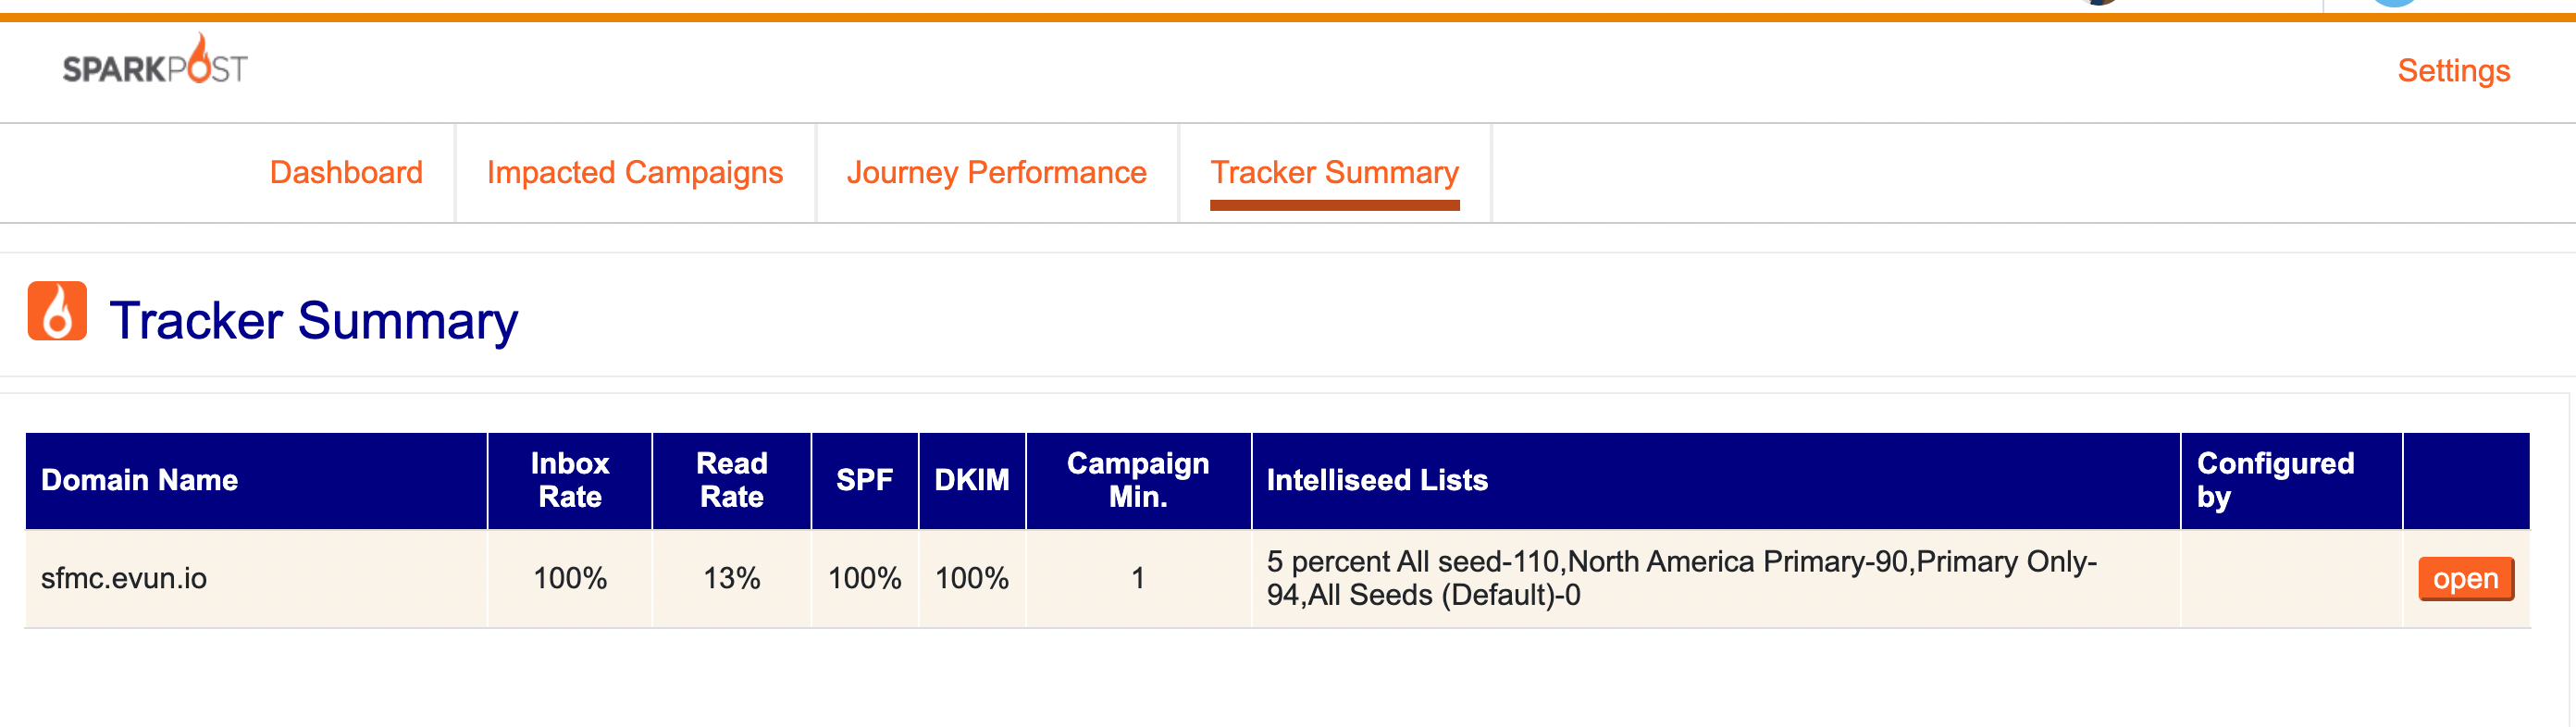 SPARKPOST
Settings
Dashboard
Impacted Campaigns
Journey Performance
Tracker Summary
Tracker Summary
Domain Name
Inbox
Rate
Read
Rate
SPF
DKIM
Campaign
Min.
Intelliseed Lists
Configured
by
sfmc.evun.io
100%
13%
100%
100%
1
5 percent All seed-110,North America Primary-90,Primary Only-
94,All Seeds (Default)-0
open